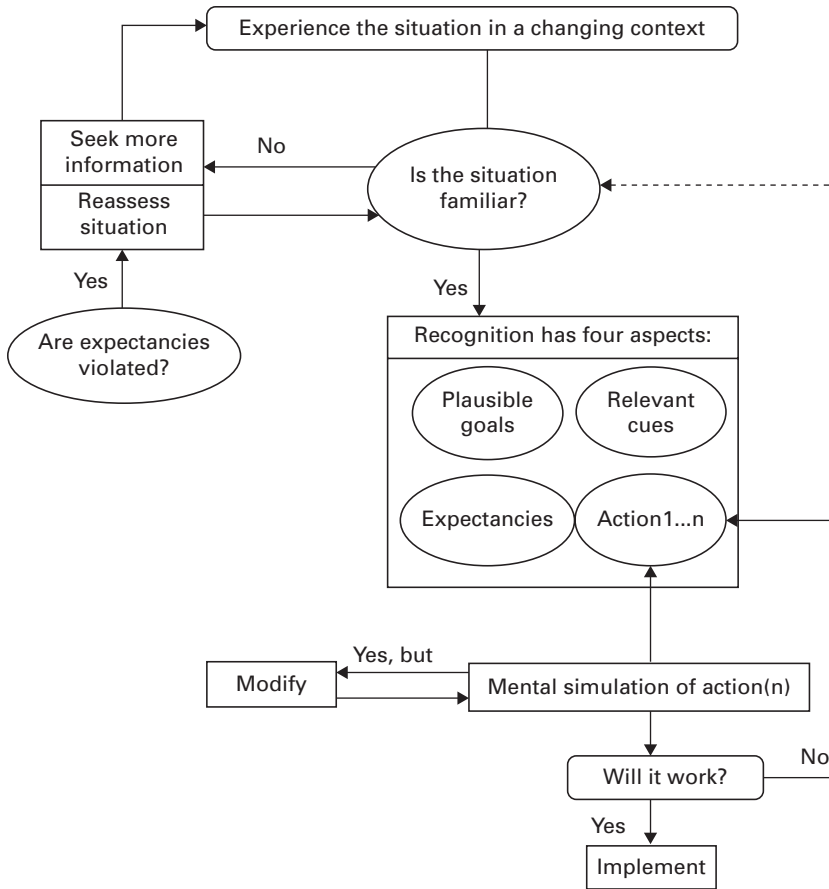 Experience the situation in a changing context
Seek more
information
No
Is the situation
familiar?
Reassess
situation
Yes
Yes
Are expectancies
violated?
Recognition has four aspects:
Plausible
goals
Relevant
cues
Expectancies
Action1...n
Yes, but
Modify
Mental simulation of action(n)
No
Will it work?
Yes
Implement